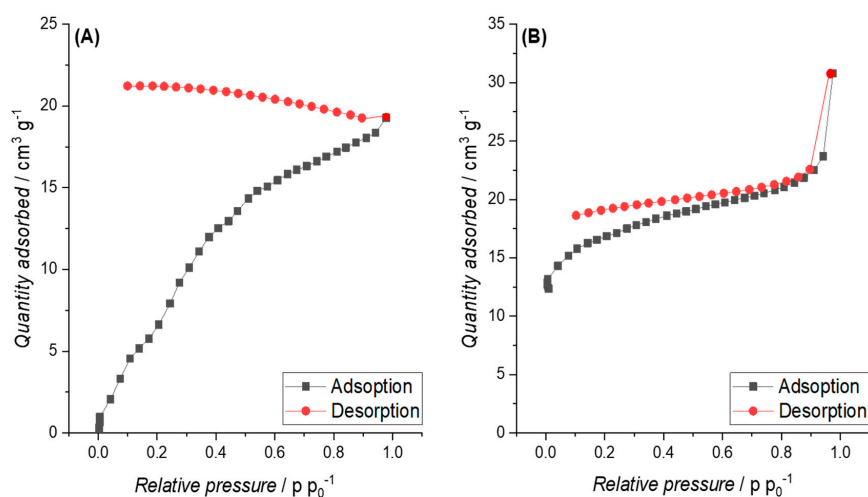 (A)
Quantity adsorbed / cm³ g⁻¹
25
20
15
10
5
0
0.0 0.2 0.4 0.6 0.8 1.0
Relative pressure / p p₀⁻¹
Adsoption
Desorption
(B)
Quantity adsorbed / cm³ g⁻¹
35
30
25
20
15
10
5
0
0.0 0.2 0.4 0.6 0.8 1.0
Relative pressure / p p₀⁻¹
Adsoption
Desorption